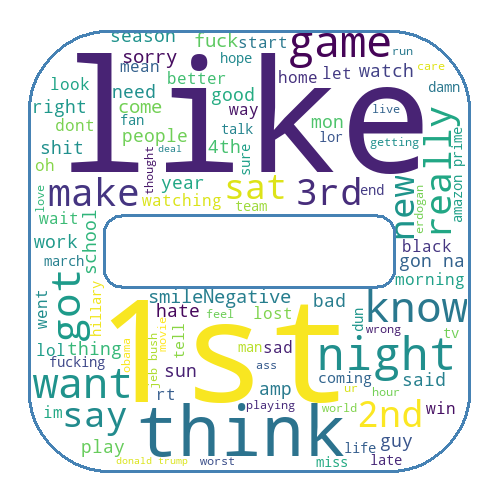 season
fuck
start
game
run
sorry
hope
mean
better
home
let
watch
care
look
need
good
damn
like
right
come
way
mon
live
dont
fan
people
talk
lor
getting
shit
4th
sure
really
amazon prime
oh
thought
deal
year
sat
3rd
end
love
make
watching
team
new
erdogan
wait
school
black
work
gon na
march
got
morning
went
hillary
smileNegative
bad
know
hate
feel
lost
dun
wrong
tv
lol
thing
obama
jeb bush
movie
tell
1st
man
sad
night
fucking
sun
ass
coming
said
want
rt
amp
ur
hour
im
say
think
playing
world
2nd
win
play
life
guy
donald trump
worst
miss
late